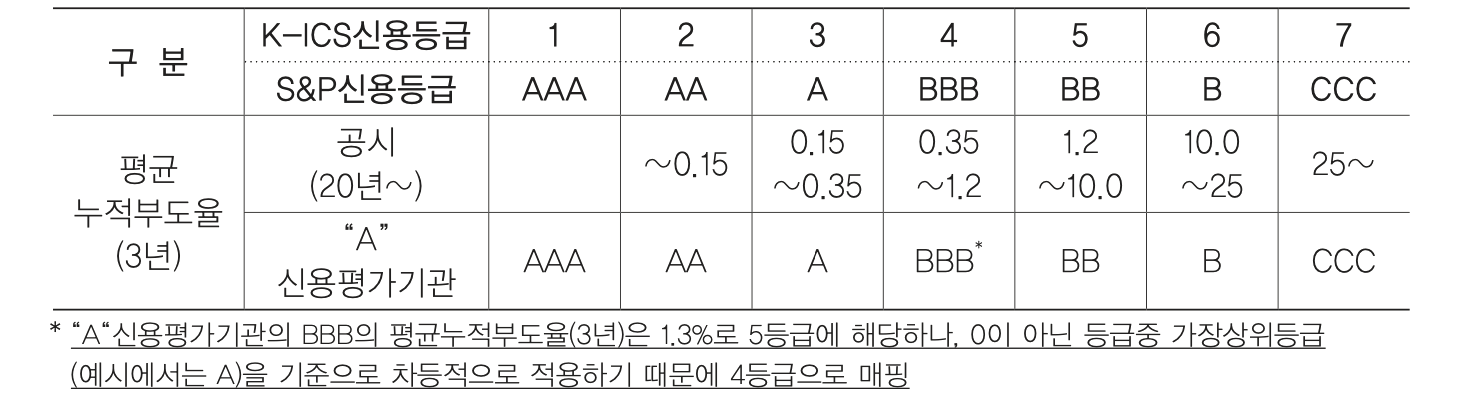 구 분 K-ICS신용등급 1 2 3 4 5 6 7
S&P신용등급 AAA AA A BBB BB B CCC
평균
누적부도율
(3년)
공시
(20년~)
~0.15
0.15
~0.35
0.35
~1.2
1.2
~10.0
10.0
~25
25~
“A”
신용평가기관
AAA AA A BBB* BB B CCC
* “A“신용평가기관의 BBB의 평균누적부도율(3년)은 1.3%로 5등급에 해당하나, 0이 아닌 등급중 가장상위등급
(예시에서는 A)을 기준으로 차등적으로 적용하기 때문에 4등급으로 매핑